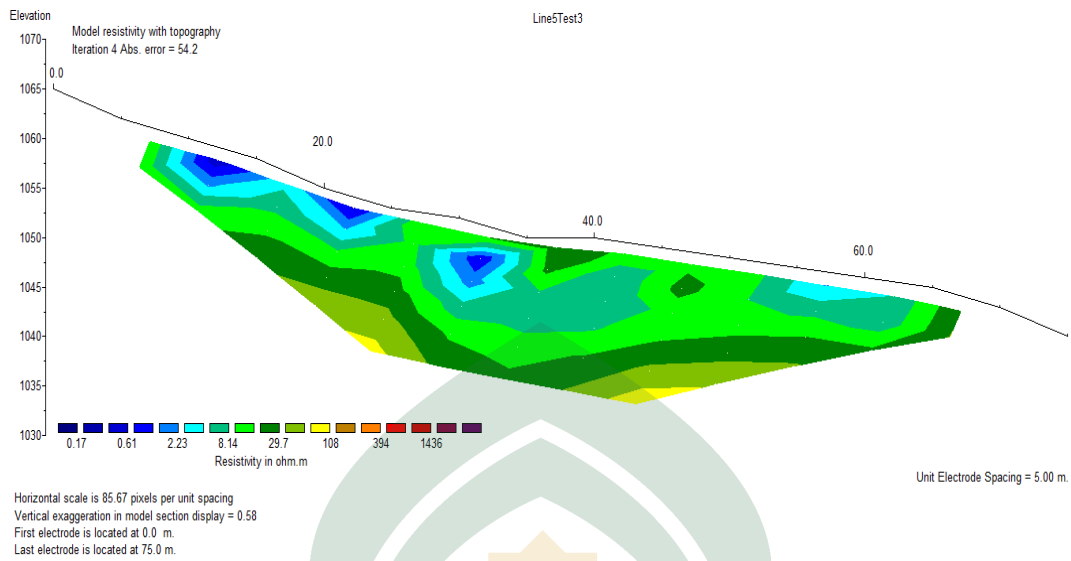 Elevation
Line5Test3
Model resistivity with topography
Iteration 4 Abs. error = 54.2
1070
1065
1060
1055
1050
1045
1040
1035
1030
0.0
20.0
40.0
60.0
0.17 0.61 2.23 8.14 29.7 108 394 1436
Resistivity in ohm.m
Unit Electrode Spacing = 5.00 m.
Horizontal scale is 85.67 pixels per unit spacing
Vertical exaggeration in model section display = 0.58
First electrode is located at 0.0 m.
Last electrode is located at 75.0 m.